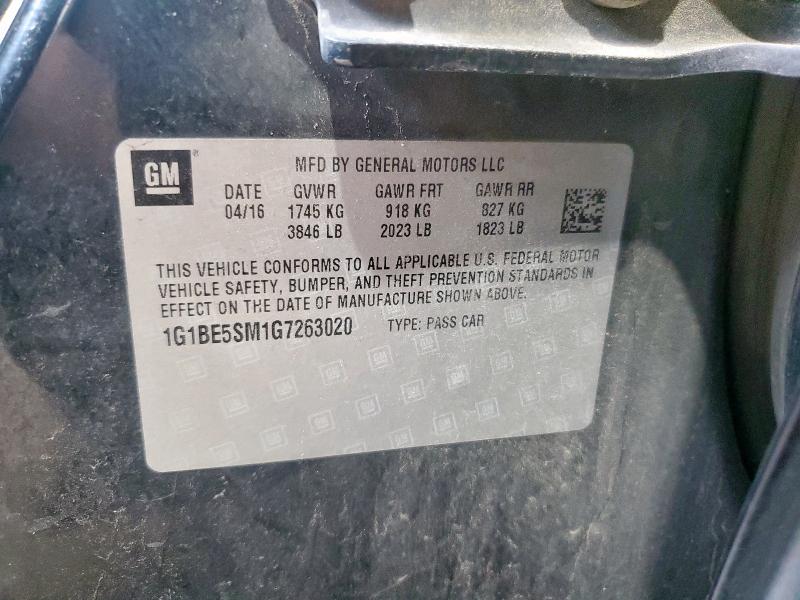 GM
MFD BY GENERAL MOTORS LLC
DATE GVWR GAWR FRT GAWR RR
04/16 1745 KG 918 KG 827 KG
3846 LB 2023 LB 1823 LB
THIS VEHICLE CONFORMS TO ALL APPLICABLE U.S. FEDERAL MOTOR
VEHICLE SAFETY, BUMPER, AND THEFT PREVENTION STANDARDS IN
EFFECT ON THE DATE OF MANUFACTURE SHOWN ABOVE.
1G1BE5SM1G7263020 TYPE: PASS CAR